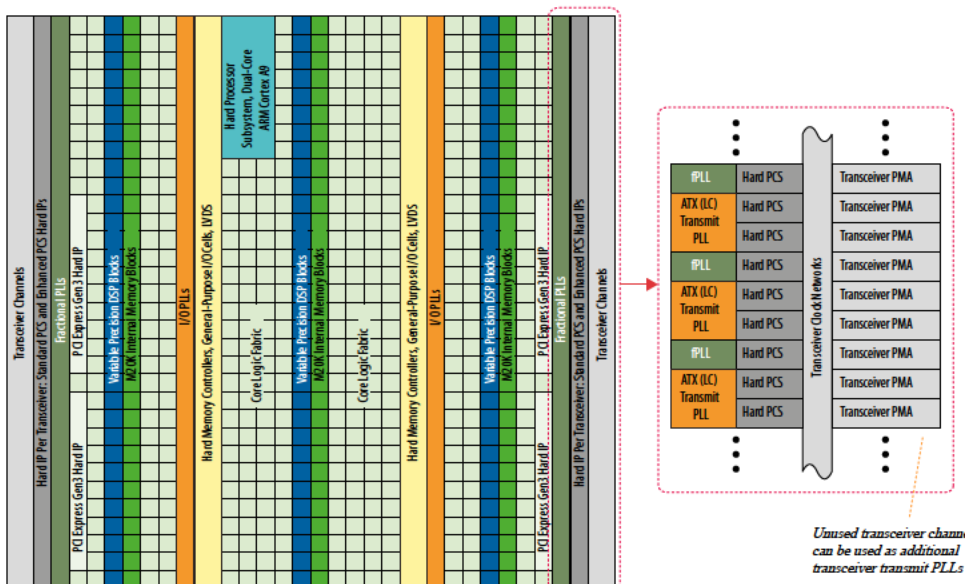 Transceiver Channels
Hard IP Per Transceiver: Standard PCS and Enhanced PCS Hard IPs
Fractional PLLs
PCI Express Gen3 Hard IP
PCI Express Gen3 Hard IP
Variable Precision DSP Blocks
M20K Internal Memory Blocks
I/O PLLs
Hard Memory Controllers, General-Purpose I/O Cells, LVDS
Hard Processor
Subsystem, Dual-Core
ARM Cortex A9
Core Logic Fabric
Variable Precision DSP Blocks
M20K Internal Memory Blocks
Core Logic Fabric
Hard Memory Controllers, General-Purpose I/O Cells, LVDS
I/O PLLs
Variable Precision DSP Blocks
M20K Internal Memory Blocks
PCI Express Gen3 Hard IP
PCI Express Gen3 Hard IP
Fractional PLLs
Hard IP Per Transceiver: Standard PCS and Enhanced PCS Hard IPs
Transceiver Channels
fPLL
ATX (LC)
Transmit
PLL
fPLL
ATX (LC)
Transmit
PLL
fPLL
ATX (LC)
Transmit
PLL
Hard PCS
Hard PCS
Hard PCS
Hard PCS
Hard PCS
Hard PCS
Hard PCS
Hard PCS
Hard PCS
Transceiver Clock Networks
Transceiver PMA
Transceiver PMA
Transceiver PMA
Transceiver PMA
Transceiver PMA
Transceiver PMA
Transceiver PMA
Transceiver PMA
Transceiver PMA
Unused transceiver
can be used as additional
transceiver transmit PLLs